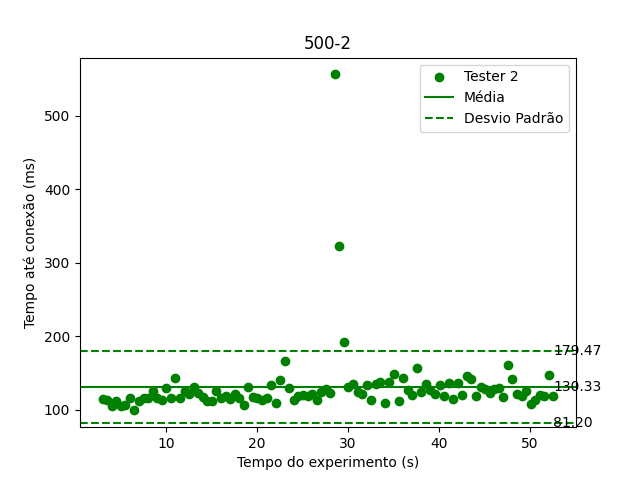 500-2
Tester 2
Média
Desvio Padrão
Tempo até conexão (ms)
500
400
300
200
100
179.47
130.33
81.20
10
20
30
40
50
Tempo do experimento (s)